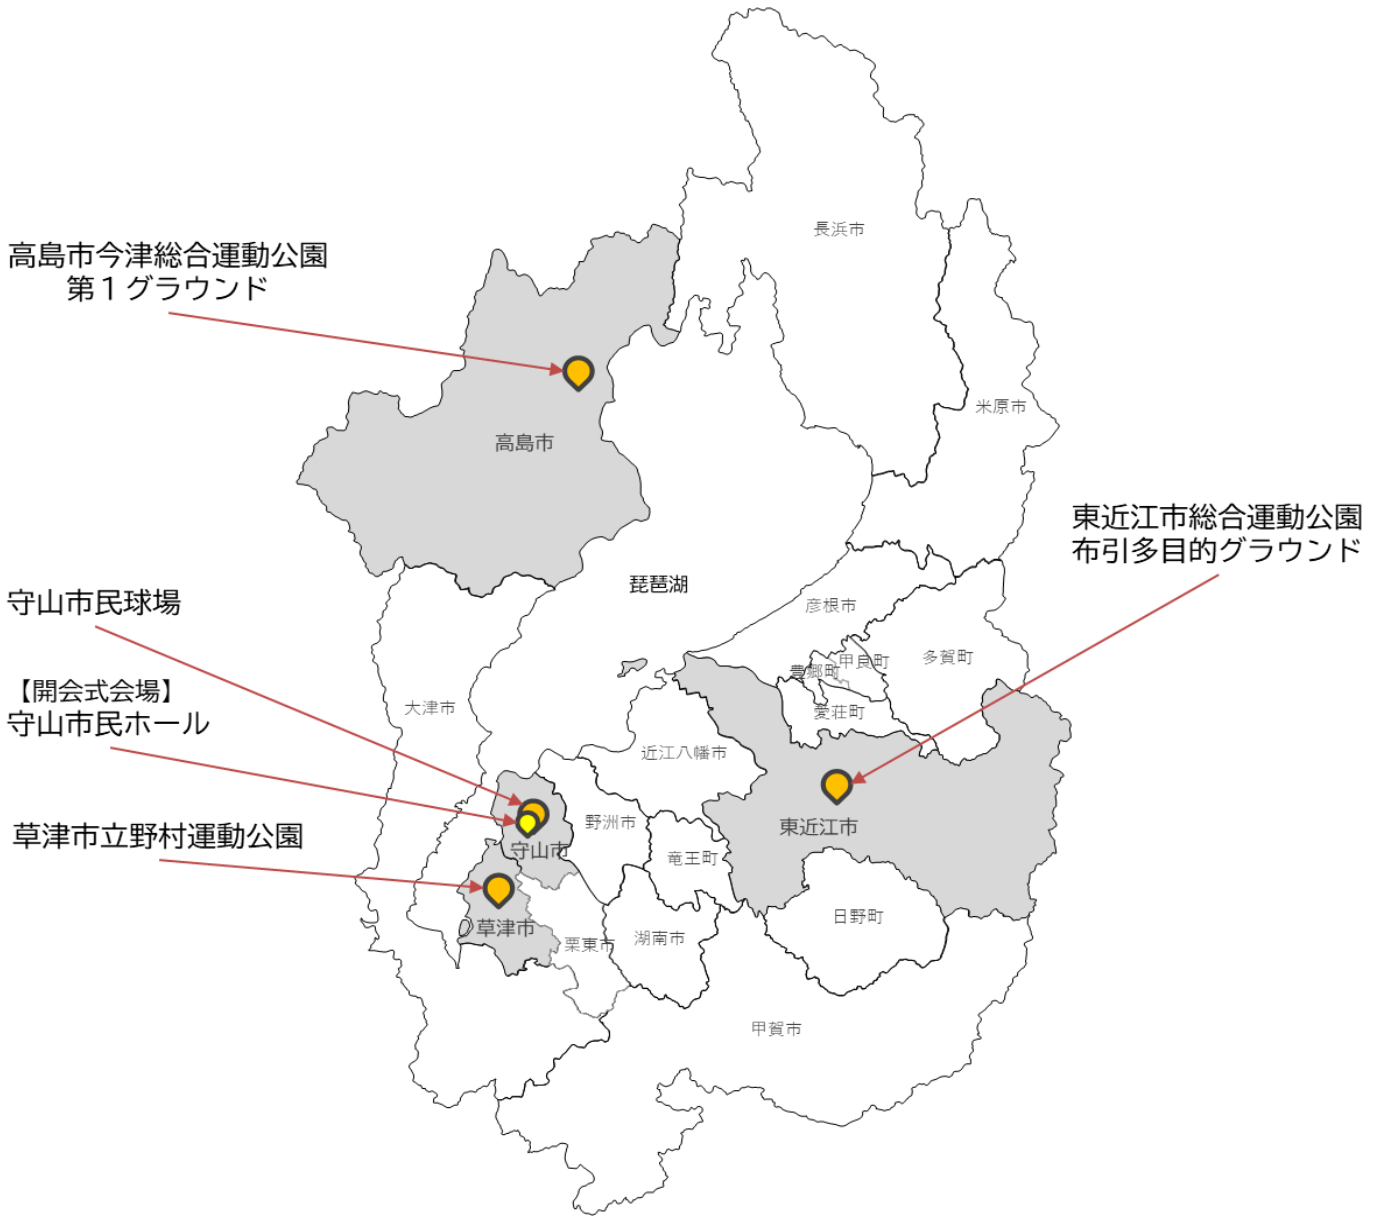 長浜市
高島市今津総合運動公園
第１グラウンド
米原市
高島市
東近江市総合運動公園
布引多目的グラウンド
琵琶湖
守山市民球場
彦根市
甲良町
多賀町
豊郷町
【開会式会場】
守山市民ホール
大津市
愛荘町
近江八幡市
野洲市
東近江市
草津市立野村運動公園
守山市
竜王町
日野町
草津市
栗東市
湖南市
甲賀市